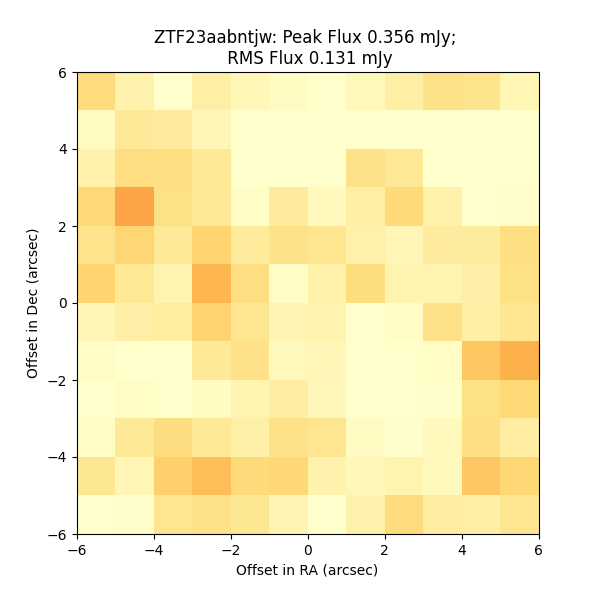 ZTF23aabntjw: Peak Flux 0.356 mJy;
RMS Flux 0.131 mJy
6
4
2
0
−2
−4
−6
Offset in Dec (arcsec)
−6 −4 −2 0 2 4 6
Offset in RA (arcsec)